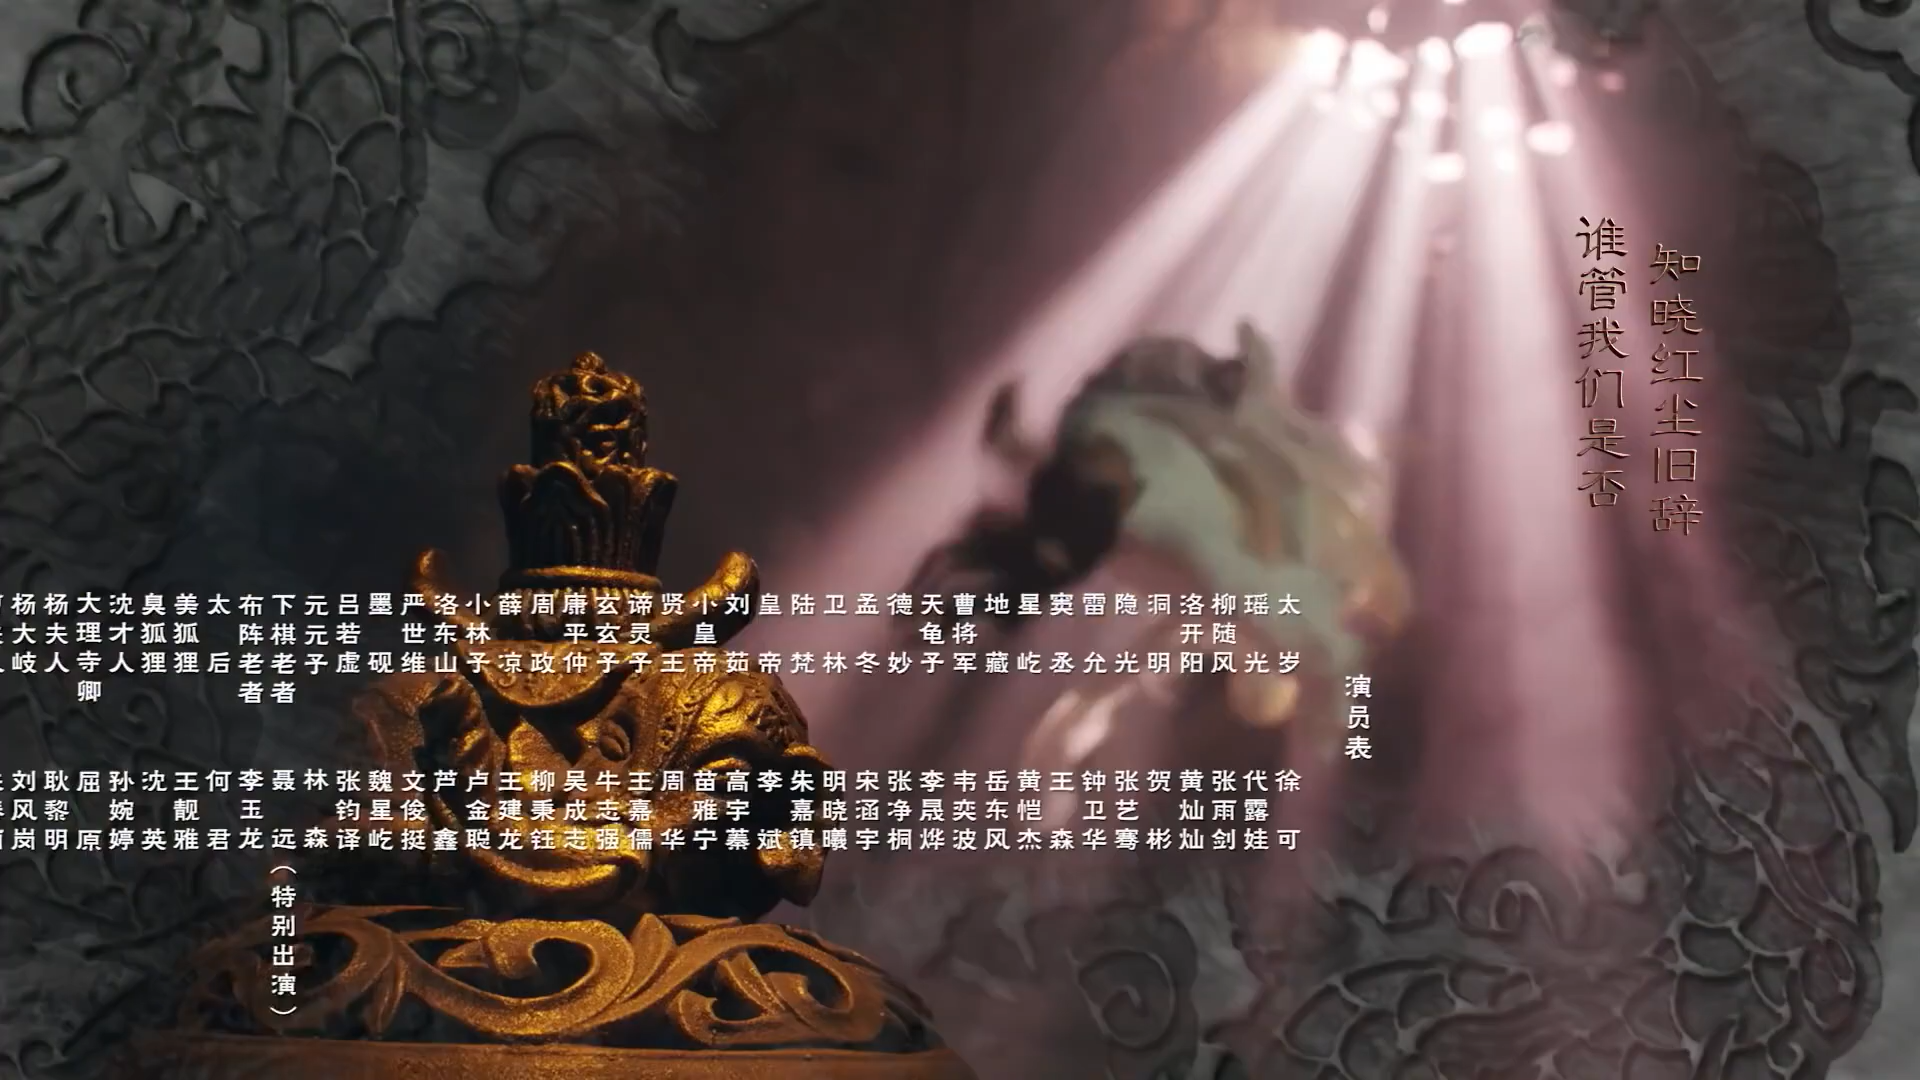 知晓红尘旧辞
谁管我们是否
演员表
太岁
瑶光
柳随风
洛开阳
洞明
隐光
雷允
窦丞
星屹
地藏
曹将军
天龟子
德妙
孟冬
卫林
陆梵
皇帝
刘茹
小皇帝
贤王
谛灵子
玄玄子
康平仲
周政
薛凉
小林子
洛东山
严世维
墨砚
吕若虚
元元子
下棋老者
布阵老者
太后
美狐狸
臭狐狸
沈才人
大理寺卿
杨夫人
杨大岐
徐可
代露娃
张雨剑
黄灿灿
贺彬
张艺骞
钟卫华
王森
黄恺杰
岳东风
韦奕波
李晟烨
张净桐
宋涵宇
明晓曦
朱嘉镇
李斌
高宇蓁
苗雅宁
周华
王嘉儒
牛志强
吴成志
柳秉钰
王建龙
卢金聪
芦鑫
文俊挺
魏星屹
张钧译
林森
聂远（特别出演）
李玉龙
何君
王靓雅
沈英
孙婉婷
屈原
耿黎明
刘风岗